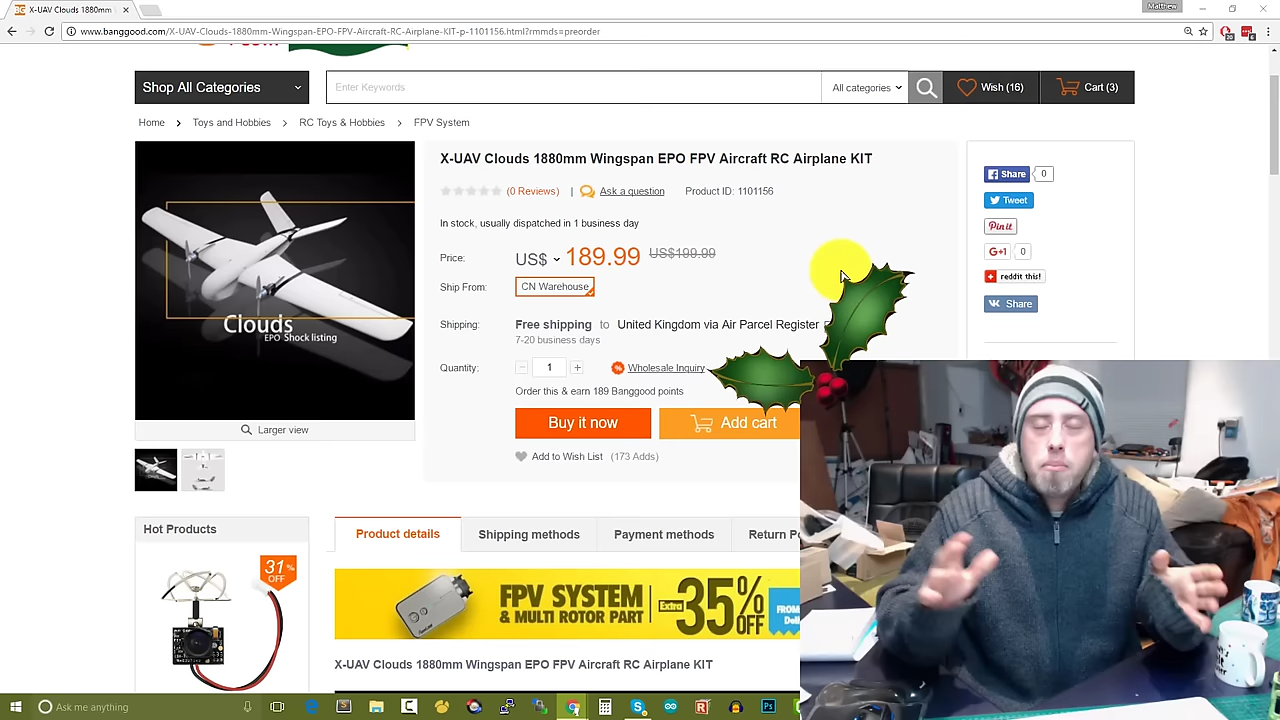 X-UAV Clouds 1880mm
Matthew
www.banggood.com/X-UAV-Clouds-1880mm-Wingspan-EPO-FPV-Aircraft-RC-Airplane-KIT-p-1101156.html?rmmds=preorder
Shop All Categories
Enter Keywords
All categories
Wish (16)
Cart (3)
Home > Toys and Hobbies > RC Toys & Hobbies > FPV System
X-UAV Clouds 1880mm Wingspan EPO FPV Aircraft RC Airplane KIT
(0 Reviews) | Ask a question Product ID: 1101156
In stock, usually dispatched in 1 business day
Price: US$ 189.99 US$199.99
Ship From: CN Warehouse
Shipping: Free shipping to United Kingdom via Air Parcel Register
7-20 business days
Quantity: − 1 + Wholesale Inquiry
Order this & earn 189 Banggood points
Buy it now
Add cart
Add to Wish List (173 Adds)
Share 0
Tweet
Pin it
G+1 0
reddit this!
Share
Clouds
EPO Shock listing
Larger view
Hot Products
31% OFF
Product details
Shipping methods
Payment methods
Return P
FPV SYSTEM
& MULTI ROTOR PART
Extra 35% OFF
FROM
X-UAV Clouds 1880mm Wingspan EPO FPV Aircraft RC Airplane KIT
Ask me anything